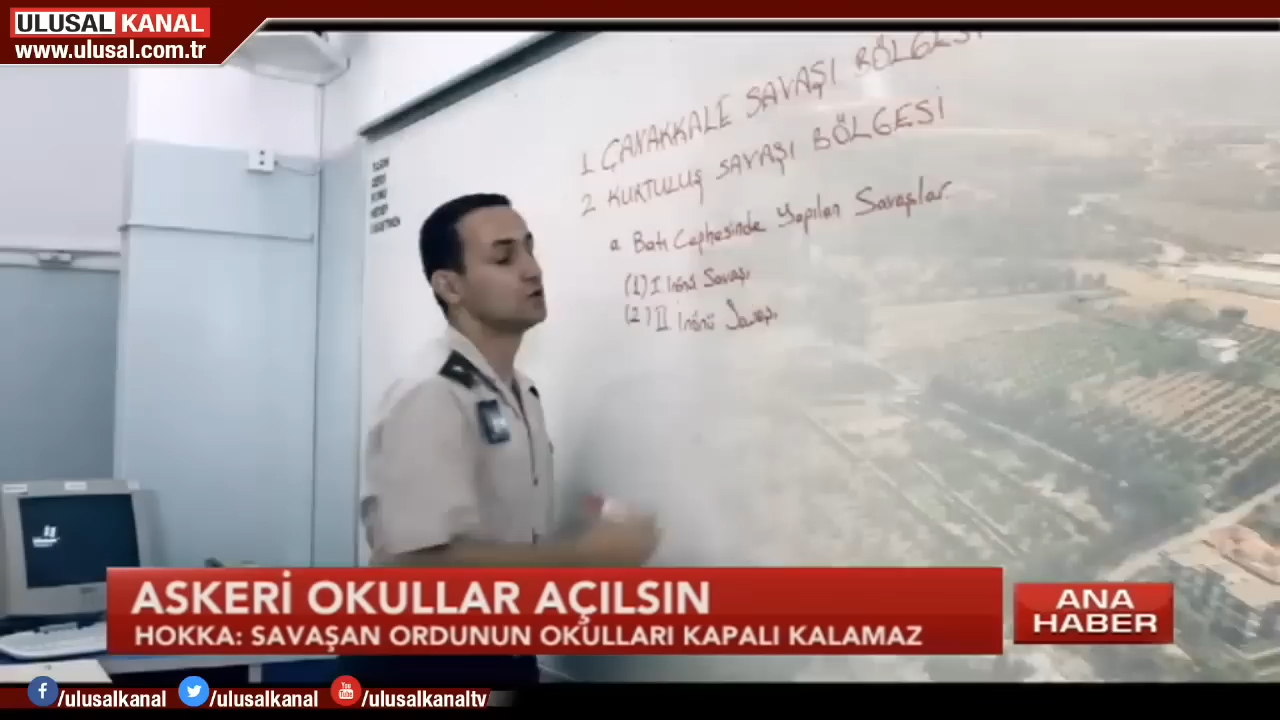 ULUSAL KANAL
www.ulusal.com.tr
1 ÇANAKKALE SAVAŞI BÖLGESİ
2 KURTULUŞ SAVAŞI BÖLGESİ
a Batı Cephesinde Yapılan Savaşlar.
(1) I İnönü Savaşı
(2) II İnönü Savaşı
ASKERİ OKULLAR AÇILSIN
HOKKA: SAVAŞAN ORDUNUN OKULLARI KAPALI KALAMAZ
ANA
HABER
/ulusalkanal
/ulusalkanal
/ulusalkanaltv